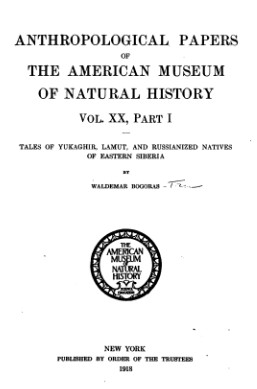 ANTHROPOLOGICAL PAPERS
OF
THE AMERICAN MUSEUM
OF NATURAL HISTORY
VOL. XX, PART I
TALES OF YUKAGHIR, LAMUT, AND RUSSIANIZED NATIVES
OF EASTERN SIBERIA
BY
WALDEMAR BOGORAS
THE
AMERICAN
MUSEUM
OF
NATURAL
HISTORY
NEW YORK
PUBLISHED BY ORDER OF THE TRUSTEES
1918